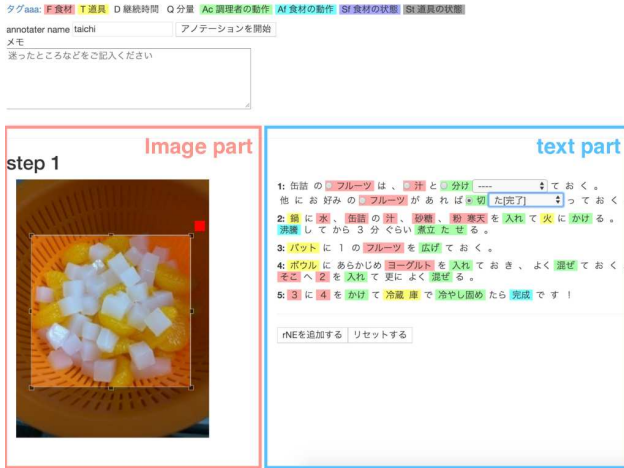 タグaaa: F 食材 T 道具 D 継続時間 Q 分量 Ac 調理者の動作 Af 食材の動作 Sf 食材の状態 St 道具の状態
annotater name taichi アノテーションを開始
メモ
迷ったところなどをご記入ください
Image part
step 1
text part
1: 缶詰 の フルーツ は 、 汁 と 分け ---- て お く 。
他 に お 好み の フルーツ が あ れ ば 切 た[完了] っ て お く
2: 鍋 に 水 、 缶詰 の 汁 、 砂糖 、 粉 寒天 を 入れ て 火 に かけ る 。
沸騰 し て から 3 分 ぐらい 煮立 た せ る 。
3: バット に 1 の フルーツ を 広げ て お く 。
4: ボウル に あらかじめ ヨーグルト を 入れ て お き 、 よく 混ぜ て お く
そこ へ 2 を 入れ て 更に よく 混ぜ る 。
5: 3 に 4 を かけ て 冷蔵 庫 で 冷やし固め たら 完成 で す ！
rNEを追加する リセットする